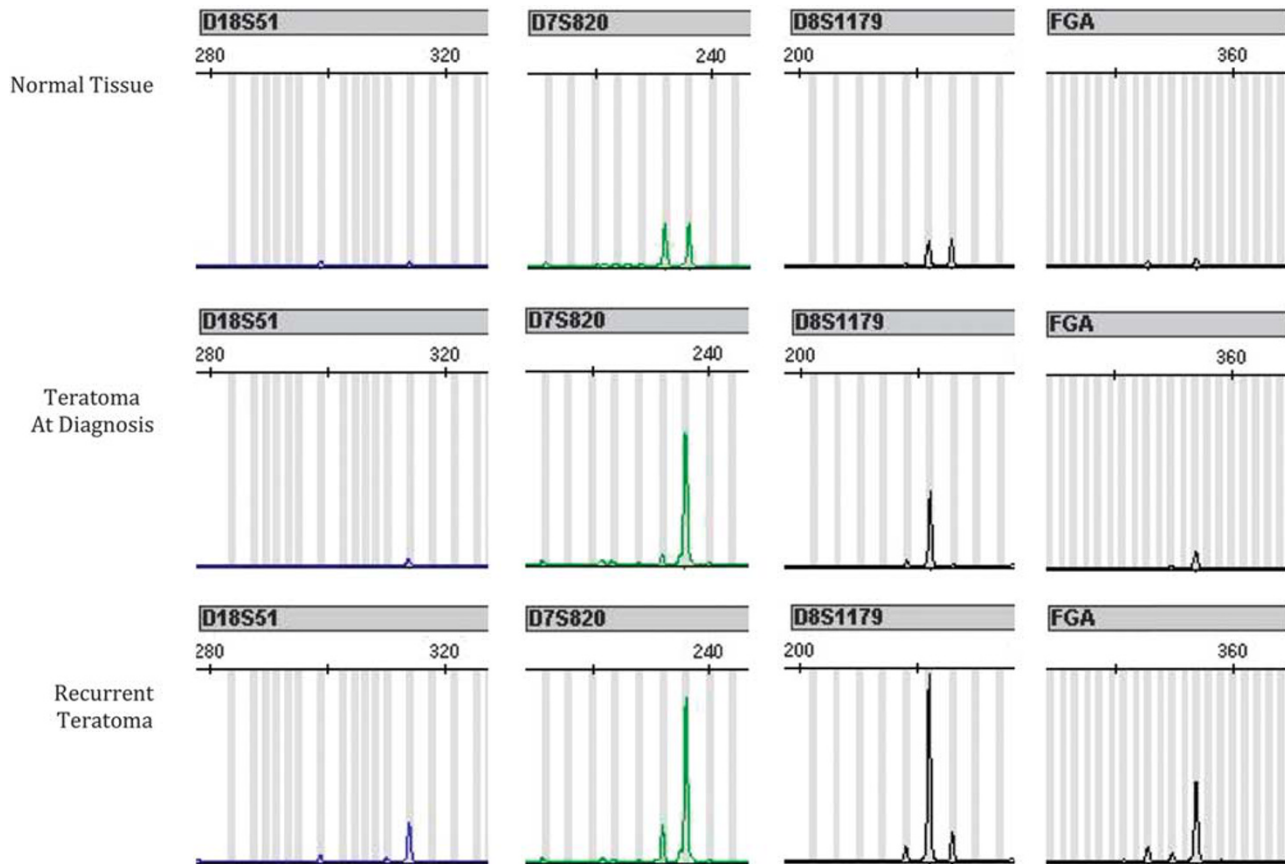 D18S51 D7S820 D8S1179 FGA
280 320 240 200 360
Normal Tissue
D18S51 D7S820 D8S1179 FGA
280 320 240 200 360
Teratoma
At Diagnosis
D18S51 D7S820 D8S1179 FGA
280 320 240 200 360
Recurrent
Teratoma